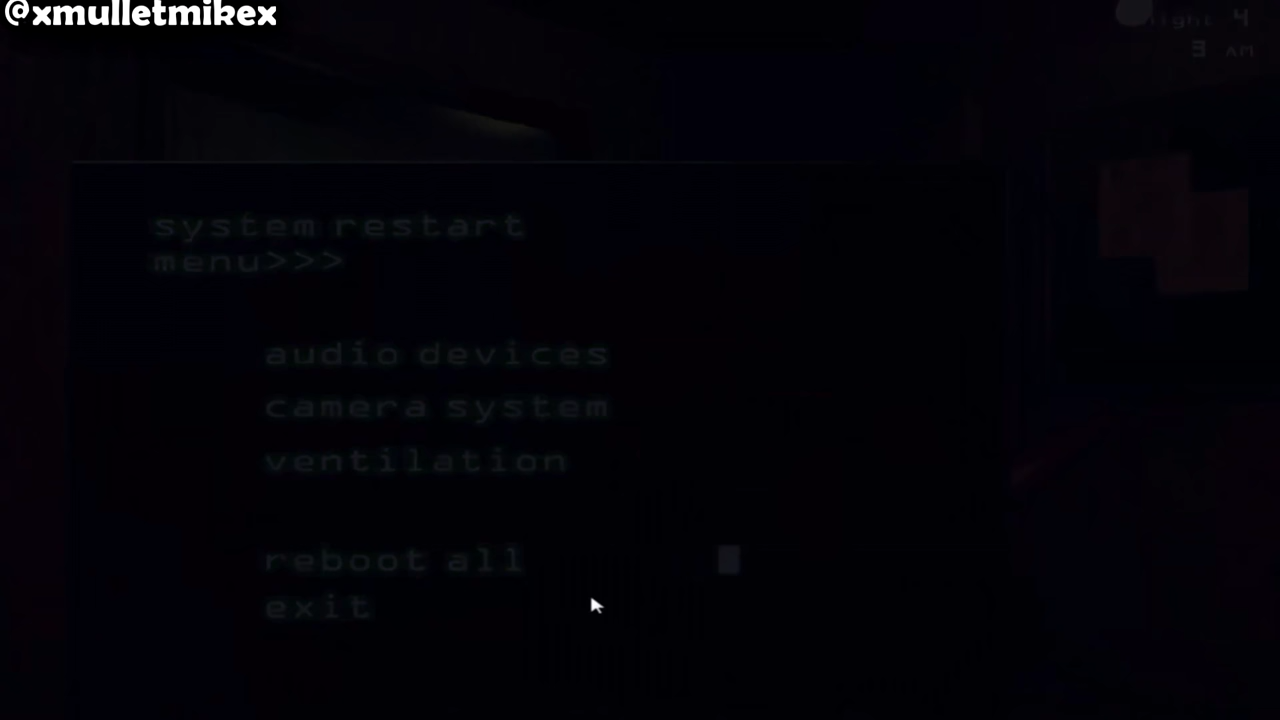 @xmulletmikex
Night 4
3 AM
system restart
menu>>>
audio devices
camera system
ventilation
reboot all
exit